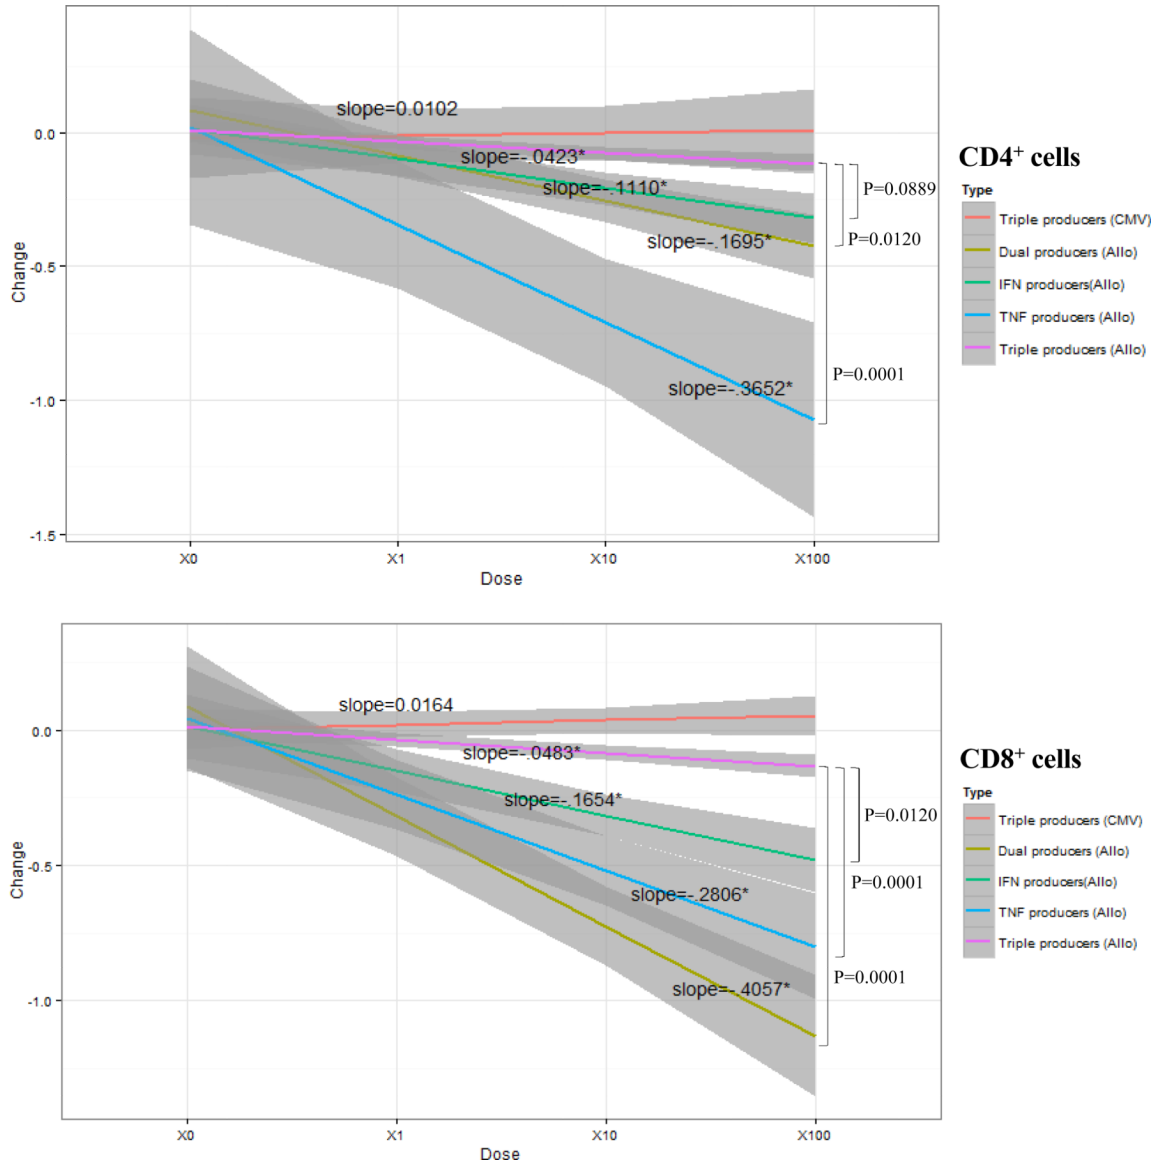 0.0
-0.5
-1.0
-1.5
Change
slope=0.0102
slope=-.0423*
slope=-.1110*
slope=-.1695*
slope=-.3652*
P=0.0889
P=0.0120
P=0.0001
X0 X1 X10 X100
Dose
CD4+ cells
Type
Triple producers (CMV)
Dual producers (Allo)
IFN producers(Allo)
TNF producers (Allo)
Triple producers (Allo)
0.0
-0.5
-1.0
Change
slope=0.0164
slope=-.0483*
slope=-.1654*
slope=-.2806*
slope=-.4057*
P=0.0120
P=0.0001
P=0.0001
X0 X1 X10 X100
Dose
CD8+ cells
Type
Triple producers (CMV)
Dual producers (Allo)
IFN producers(Allo)
TNF producers (Allo)
Triple producers (Allo)